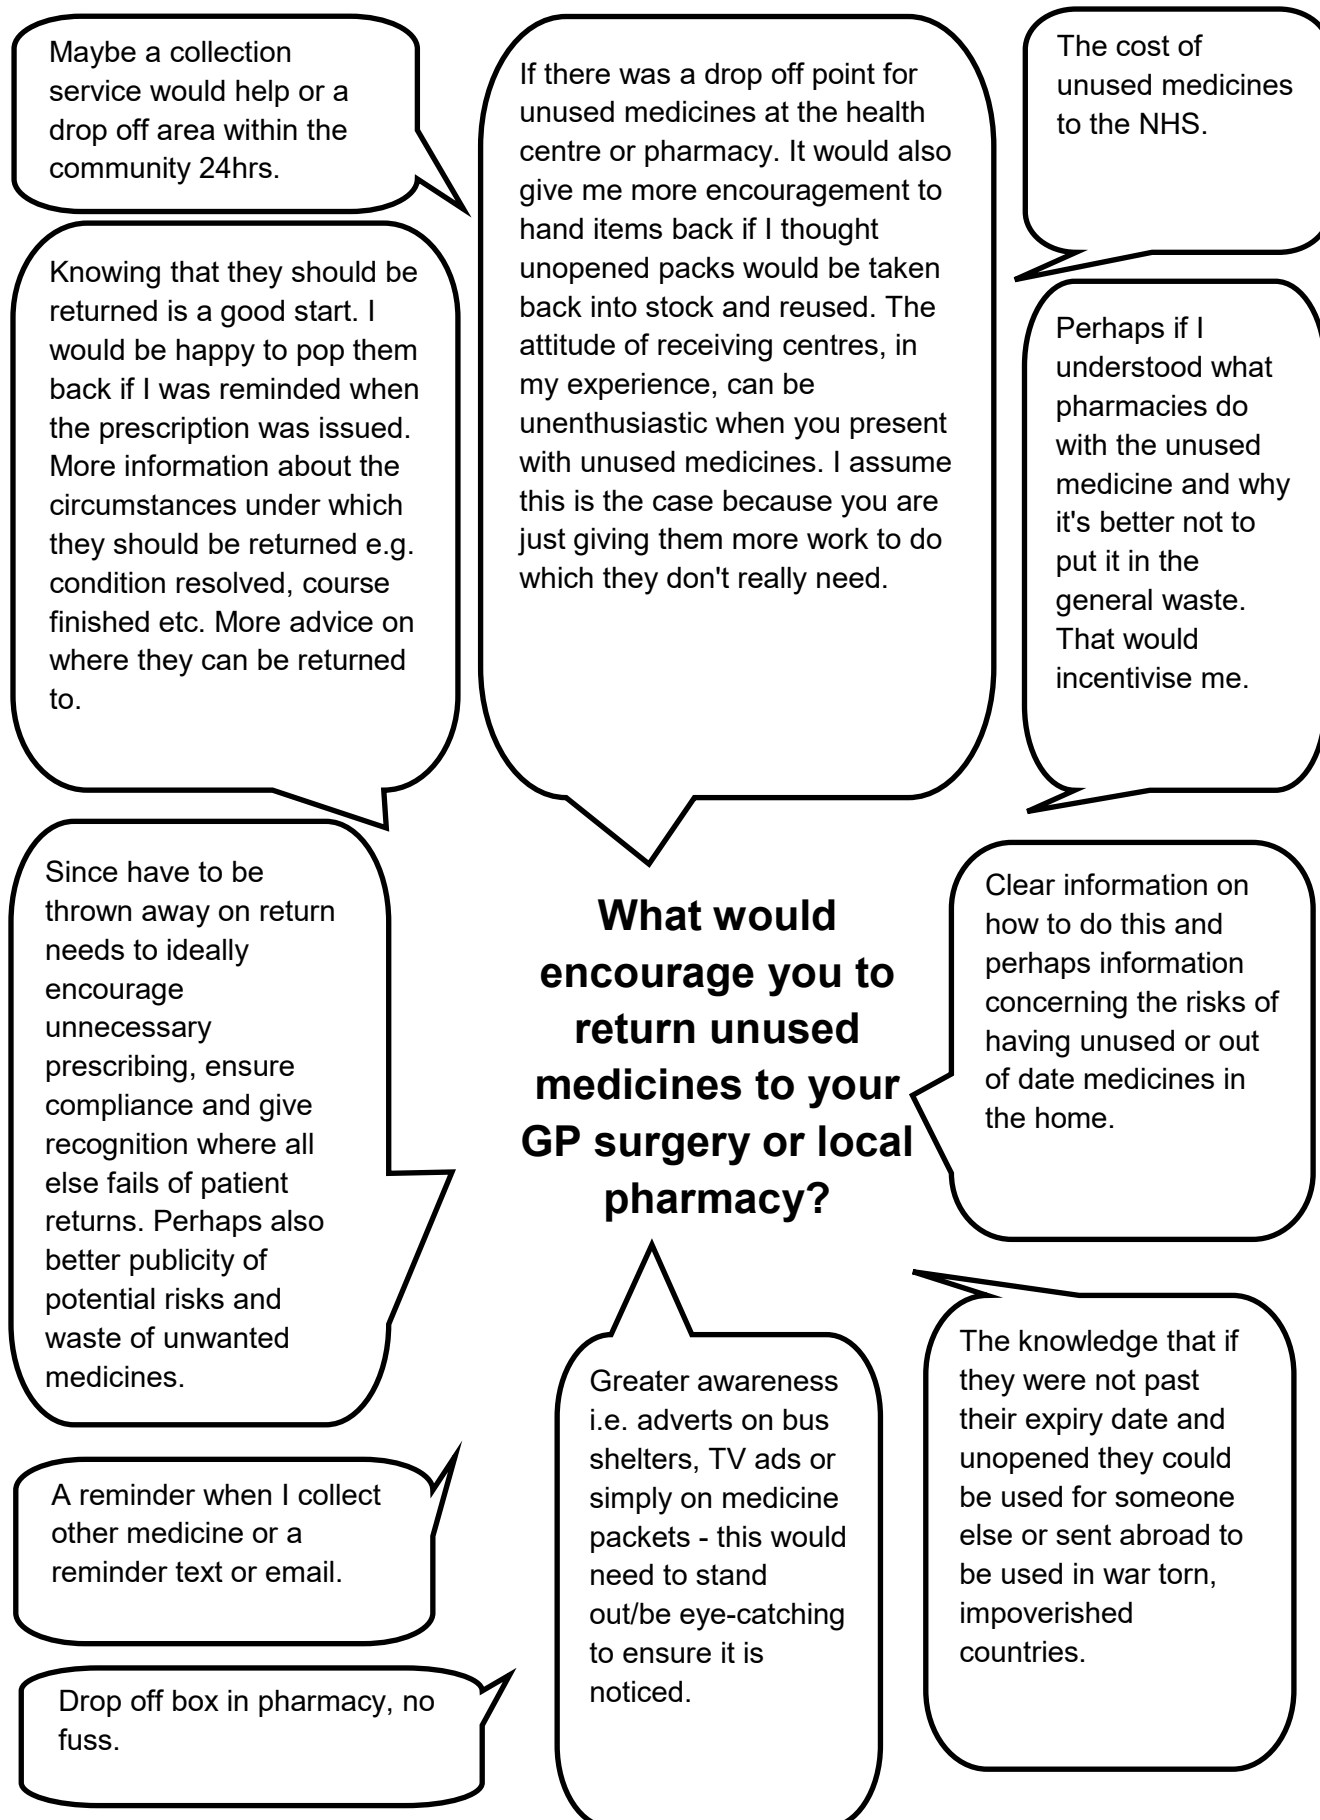 Maybe a collection
service would help or a
drop off area within the
community 24hrs.
If there was a drop off point for
unused medicines at the health
centre or pharmacy. It would also
give me more encouragement to
hand items back if I thought
unopened packs would be taken
back into stock and reused. The
attitude of receiving centres, in
my experience, can be
unenthusiastic when you present
with unused medicines. I assume
this is the case because you are
just giving them more work to do
which they don't really need.
The cost of
unused medicines
to the NHS.
Knowing that they should be
returned is a good start. I
would be happy to pop them
back if I was reminded when
the prescription was issued.
More information about the
circumstances under which
they should be returned e.g.
condition resolved, course
finished etc. More advice on
where they can be returned
to.
Perhaps if I
understood what
pharmacies do
with the unused
medicine and why
it's better not to
put it in the
general waste.
That would
incentivise me.
Since have to be
thrown away on return
needs to ideally
encourage
unnecessary
prescribing, ensure
compliance and give
recognition where all
else fails of patient
returns. Perhaps also
better publicity of
potential risks and
waste of unwanted
medicines.
What would
encourage you to
return unused
medicines to your
GP surgery or local
pharmacy?
Clear information on
how to do this and
perhaps information
concerning the risks of
having unused or out
of date medicines in
the home.
A reminder when I collect
other medicine or a
reminder text or email.
Greater awareness
i.e. adverts on bus
shelters, TV ads or
simply on medicine
packets - this would
need to stand
out/be eye-catching
to ensure it is
noticed.
The knowledge that if
they were not past
their expiry date and
unopened they could
be used for someone
else or sent abroad to
be used in war torn,
impoverished
countries.
Drop off box in pharmacy, no
fuss.